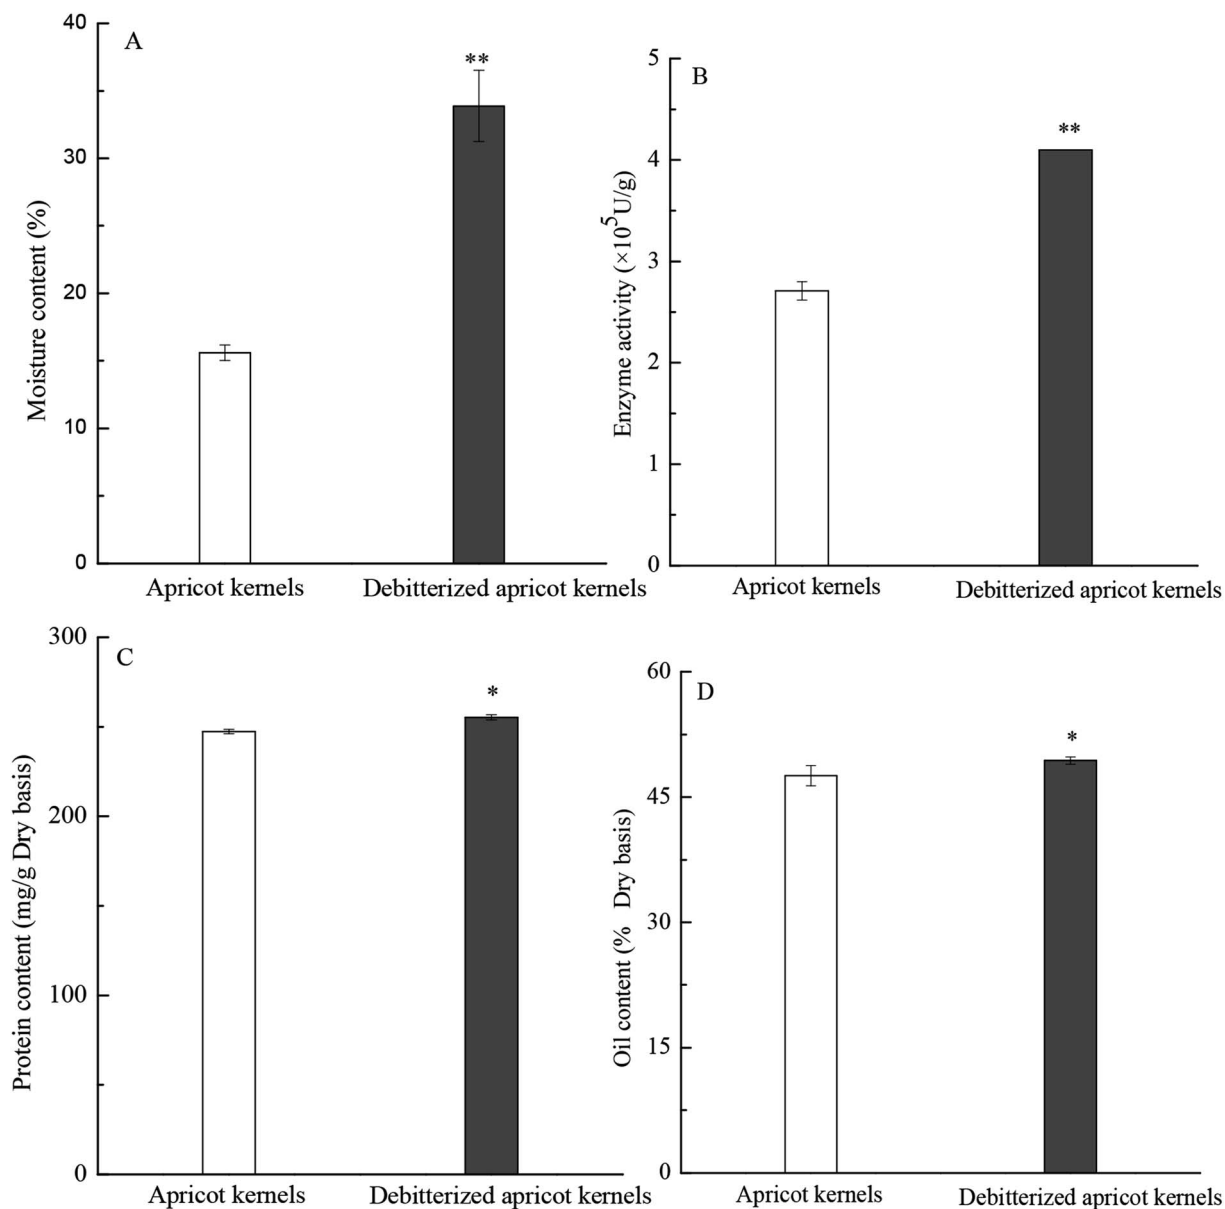 A
Moisture content (%)
40
30
20
10
0
**
Apricot kernels
Debitterized apricot kernels
B
Enzyme activity (×10⁵U/g)
5
4
3
2
1
0
**
Apricot kernels
Debitterized apricot kernels
C
Protein content (mg/g Dry basis)
300
200
100
0
*
Apricot kernels
Debitterized apricot kernels
D
Oil content (% Dry basis)
60
45
30
15
0
*
Apricot kernels
Debitterized apricot kernels